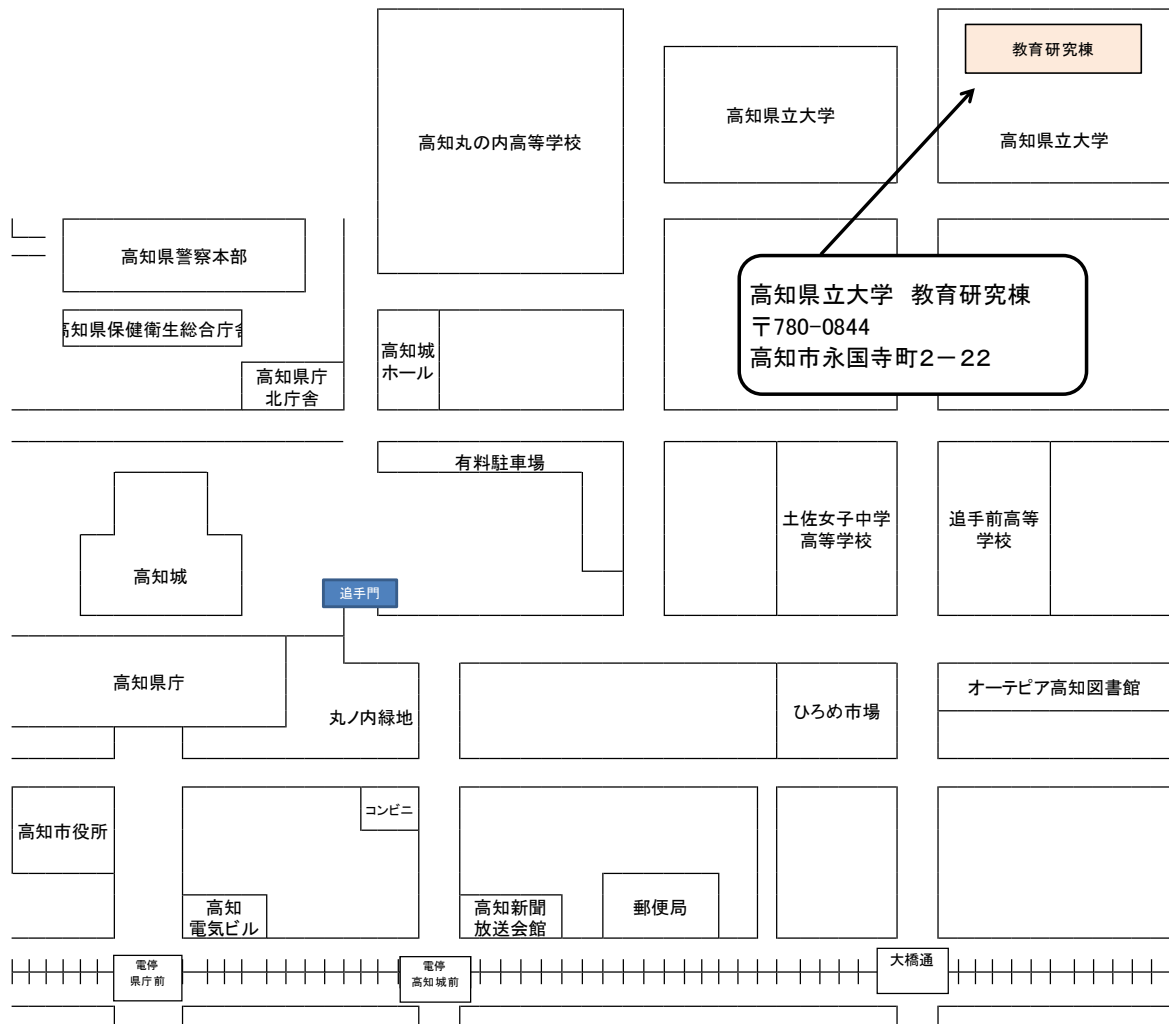 教育研究棟
高知丸の内高等学校
高知県立大学
高知県立大学
高知県警察本部
高知県立大学 教育研究棟
〒780-0844
高知市永国寺町2－22
高知県保健衛生総合庁舎
高知城
ホール
高知県庁
北庁舎
有料駐車場
土佐女子中学
高等学校
追手前高等
学校
高知城
追手門
高知県庁
丸ノ内緑地
ひろめ市場
オーテピア高知図書館
コンビニ
高知市役所
高知
電気ビル
高知新聞
放送会館
郵便局
電停
県庁前
電停
高知城前
大橋通